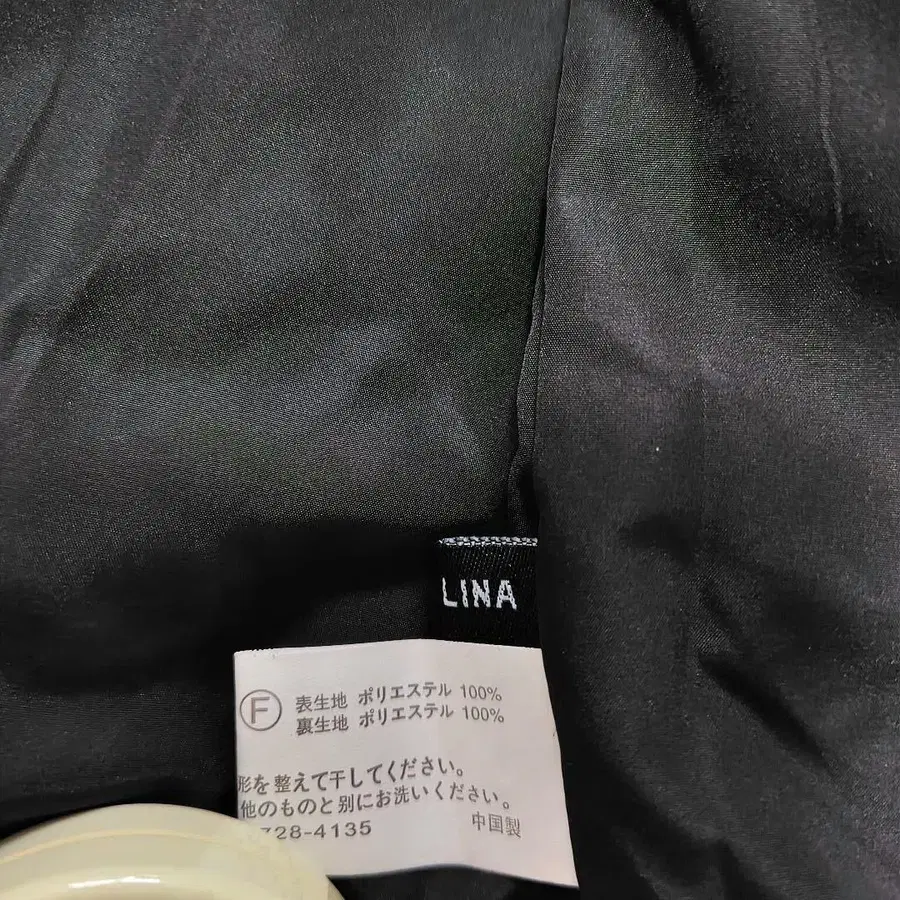 LINA
F 表生地 ポリエステル 100%
裏生地 ポリエステル 100%
形を整えて干してください。
他のものと別にお洗いください。
728-4135 中国製